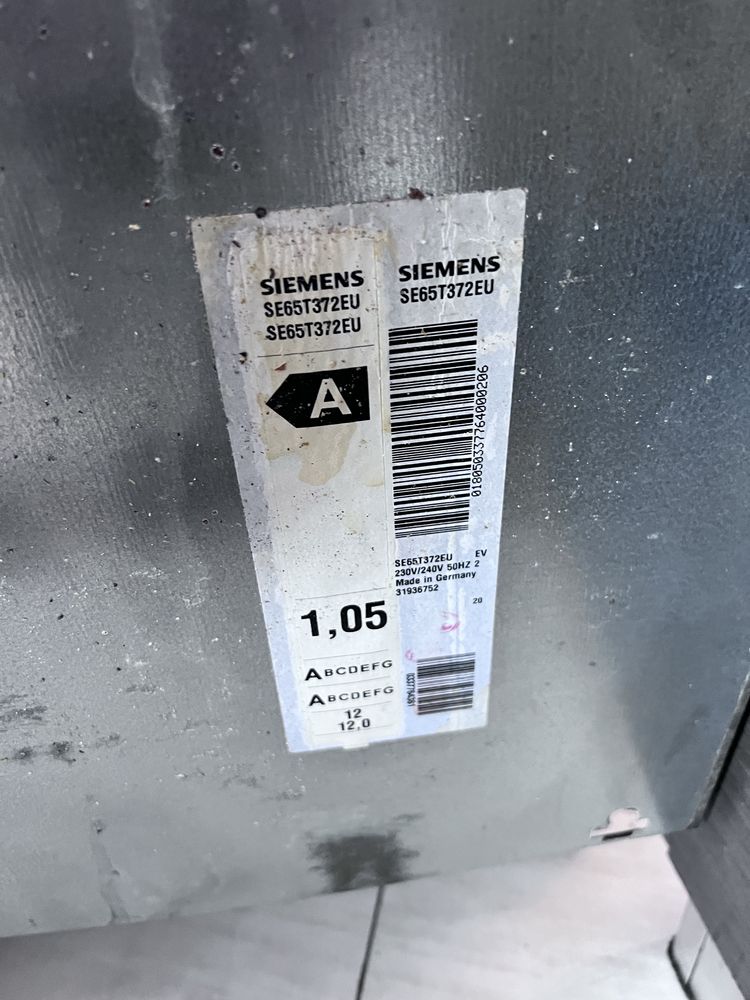 SIEMENS
SE65T372EU
SE65T372EU
A
1,05
ABCDEFG
ABCDEFG
12
12,0
SIEMENS
SE65T372EU
018050337764000206
SE65T372EU EV
230V/240V 50HZ 2
Made in Germany
31936752
20